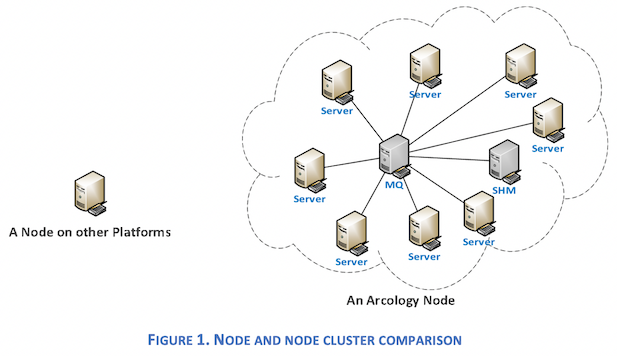 Server
Server
Server
Server
MQ
SHM
Server
Server
Server
Server
A Node on other Platforms
An Arcology Node
FIGURE 1. NODE AND NODE CLUSTER COMPARISON